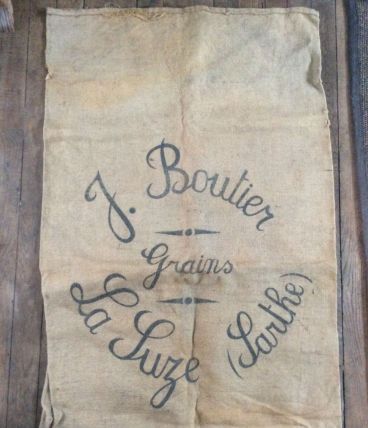 J. Boutier
Grains
La Suze (Sarthe)